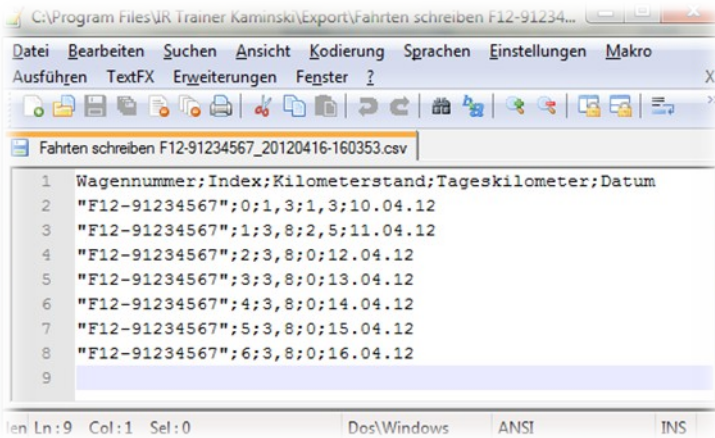 C:\Program Files\IR Trainer Kaminski\Export\Fahrten schreiben F12-91234...
Datei Bearbeiten Suchen Ansicht Kodierung Sprachen Einstellungen Makro
Ausführen TextFX Erweiterungen Fenster ? X
Fahrten schreiben F12-91234567_20120416-160353.csv
1 Wagennummer;Index;Kilometerstand;Tageskilometer;Datum
2 "F12-91234567";0;1,3;1,3;10.04.12
3 "F12-91234567";1;3,8;2,5;11.04.12
4 "F12-91234567";2;3,8;0;12.04.12
5 "F12-91234567";3;3,8;0;13.04.12
6 "F12-91234567";4;3,8;0;14.04.12
7 "F12-91234567";5;3,8;0;15.04.12
8 "F12-91234567";6;3,8;0;16.04.12
9
Ln:9 Col:1 Sel:0 Dos\Windows ANSI INS